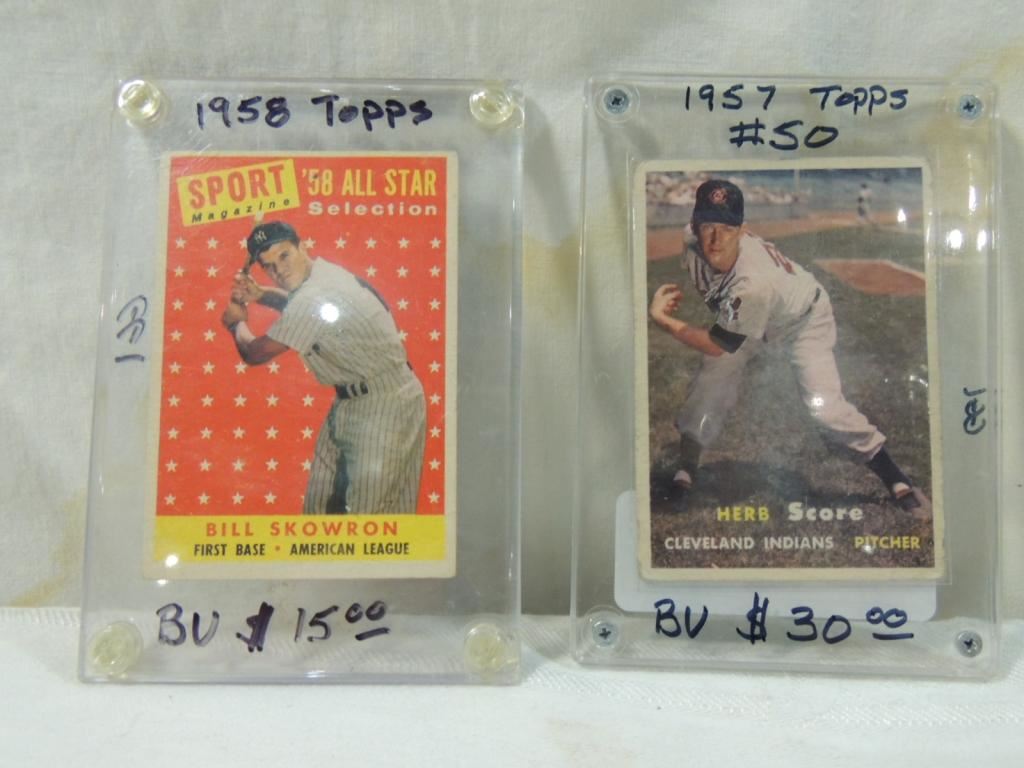 1958 Topps
SPORT
Magazine
'58 ALL STAR
Selection
NY
BILL SKOWRON
FIRST BASE • AMERICAN LEAGUE
BV $ 15 00
1957 Topps
#50
HERB Score
CLEVELAND INDIANS PITCHER
BV $ 30 00